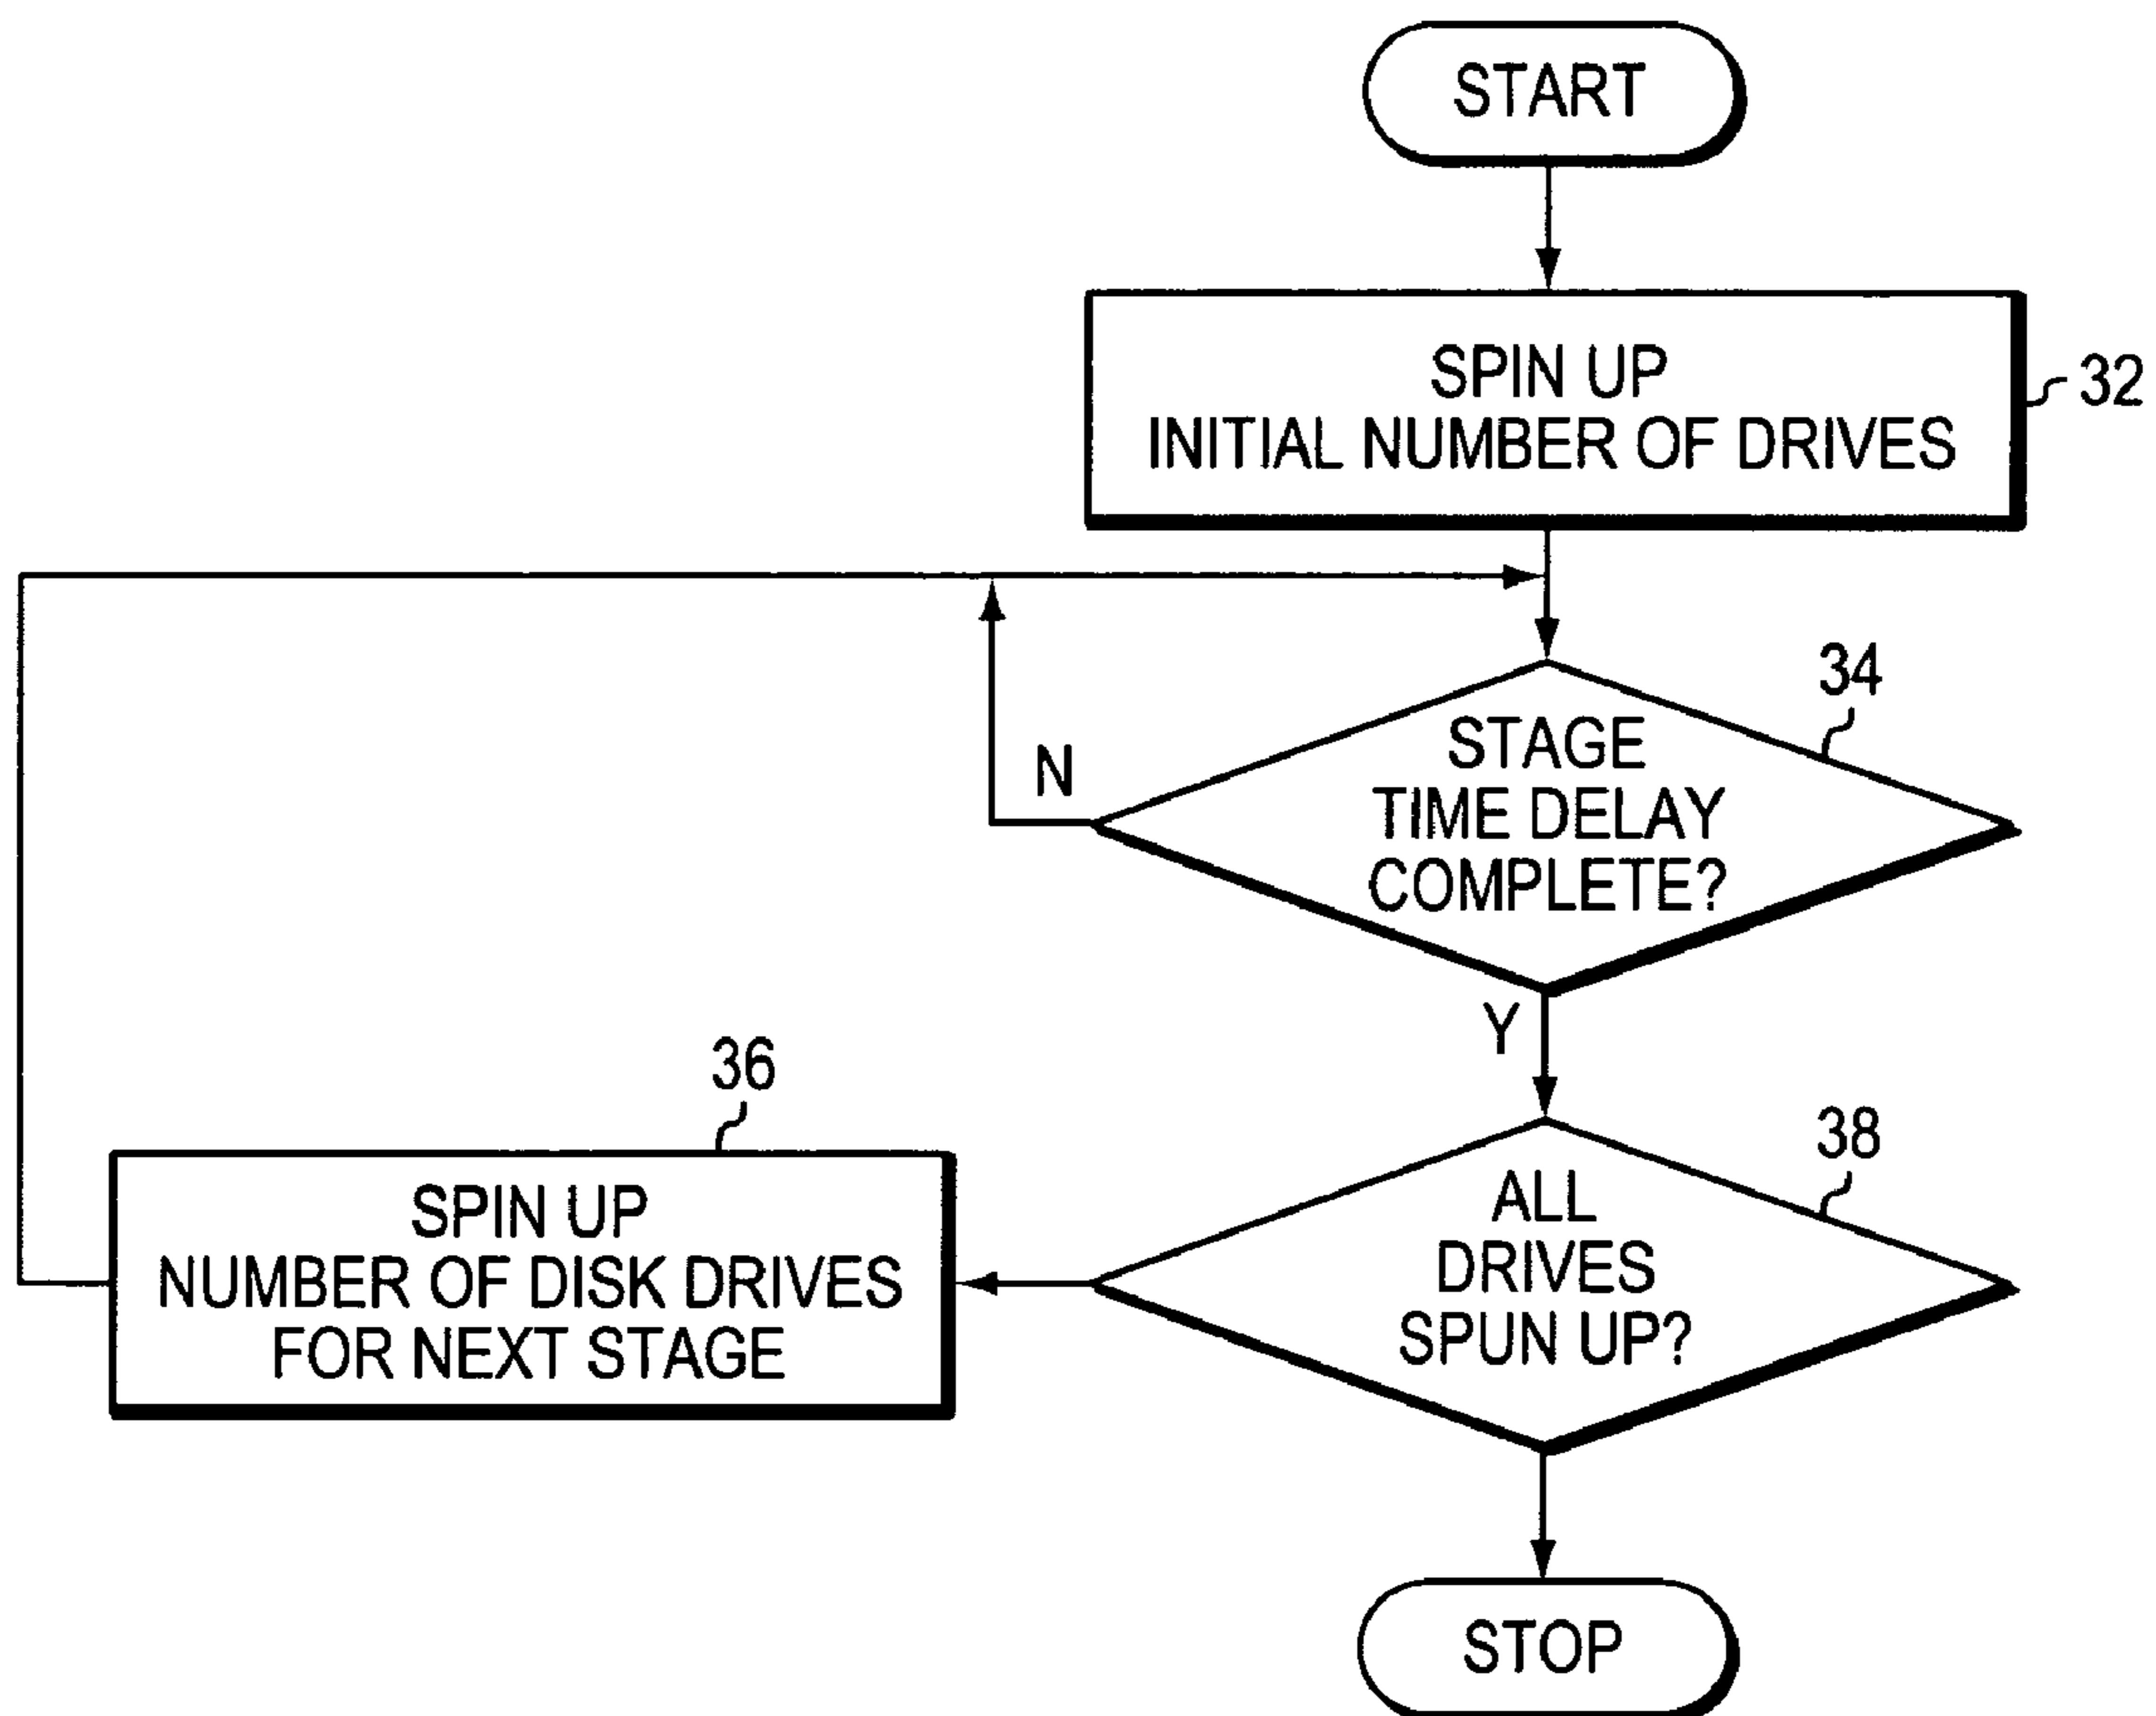 START
SPIN UP
INITIAL NUMBER OF DRIVES
32
34
STAGE
TIME DELAY
COMPLETE?
N
Y
36
SPIN UP
NUMBER OF DISK DRIVES
FOR NEXT STAGE
38
ALL
DRIVES
SPUN UP?
STOP